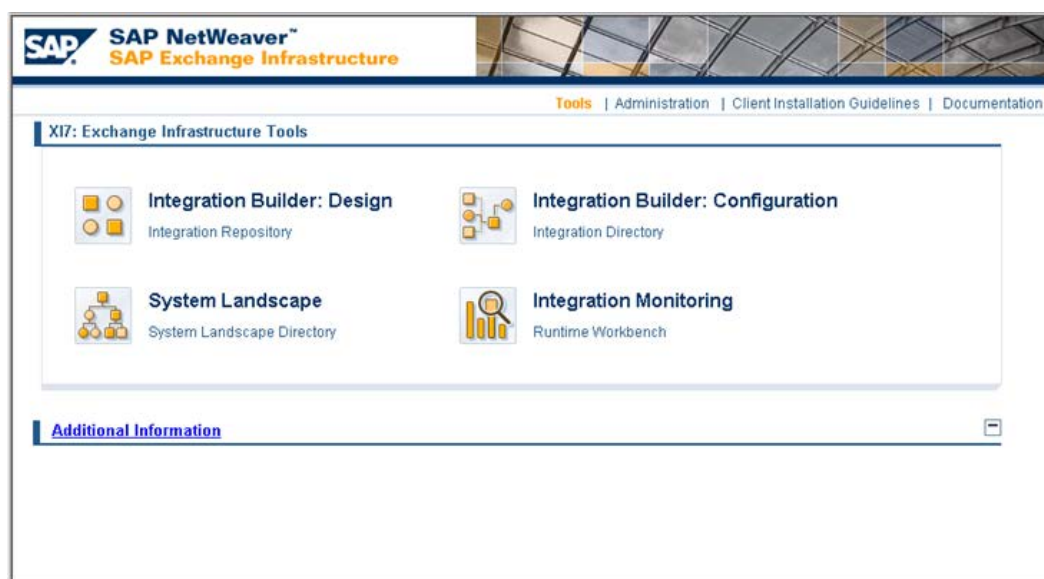 SAP
SAP NetWeaver™
SAP Exchange Infrastructure
Tools | Administration | Client Installation Guidelines | Documentation
XI7: Exchange Infrastructure Tools
Integration Builder: Design
Integration Repository
Integration Builder: Configuration
Integration Directory
System Landscape
System Landscape Directory
Integration Monitoring
Runtime Workbench
Additional Information